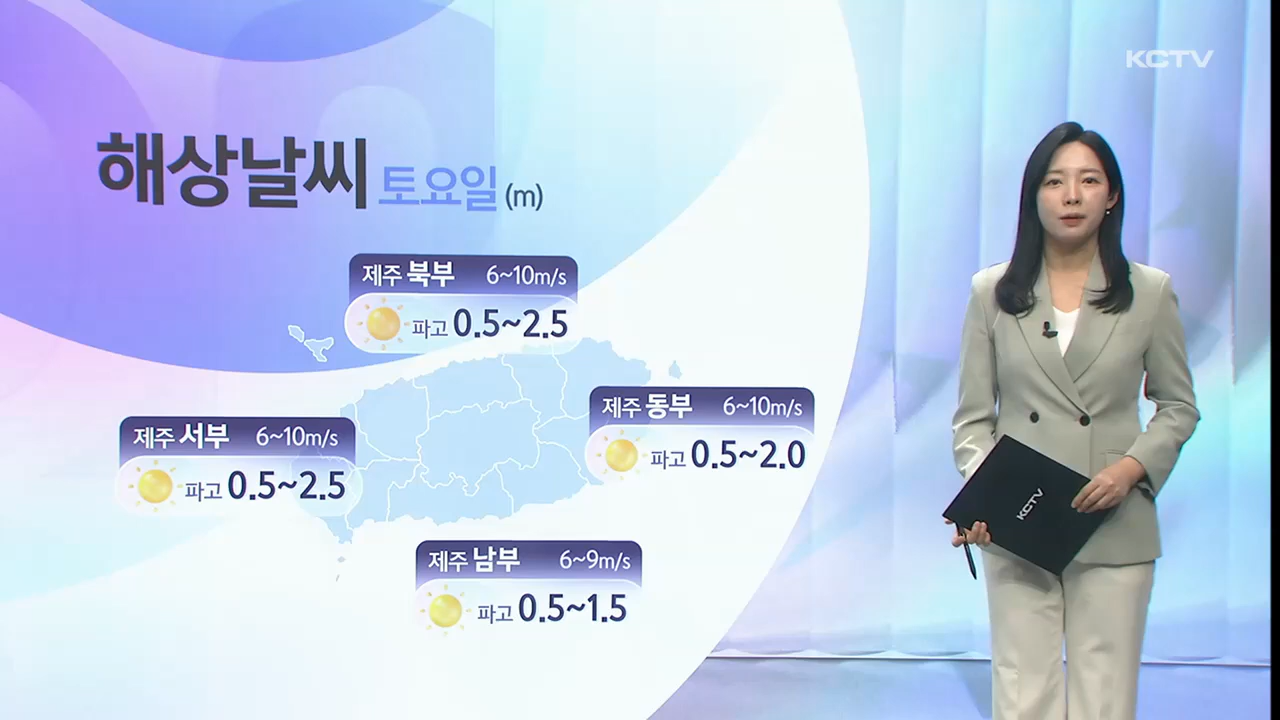 KCTV
해상날씨 토요일 (m)
제주 북부 6~10m/s
파고 0.5~2.5
제주 동부 6~10m/s
파고 0.5~2.0
제주 서부 6~10m/s
파고 0.5~2.5
제주 남부 6~9m/s
파고 0.5~1.5
KCTV